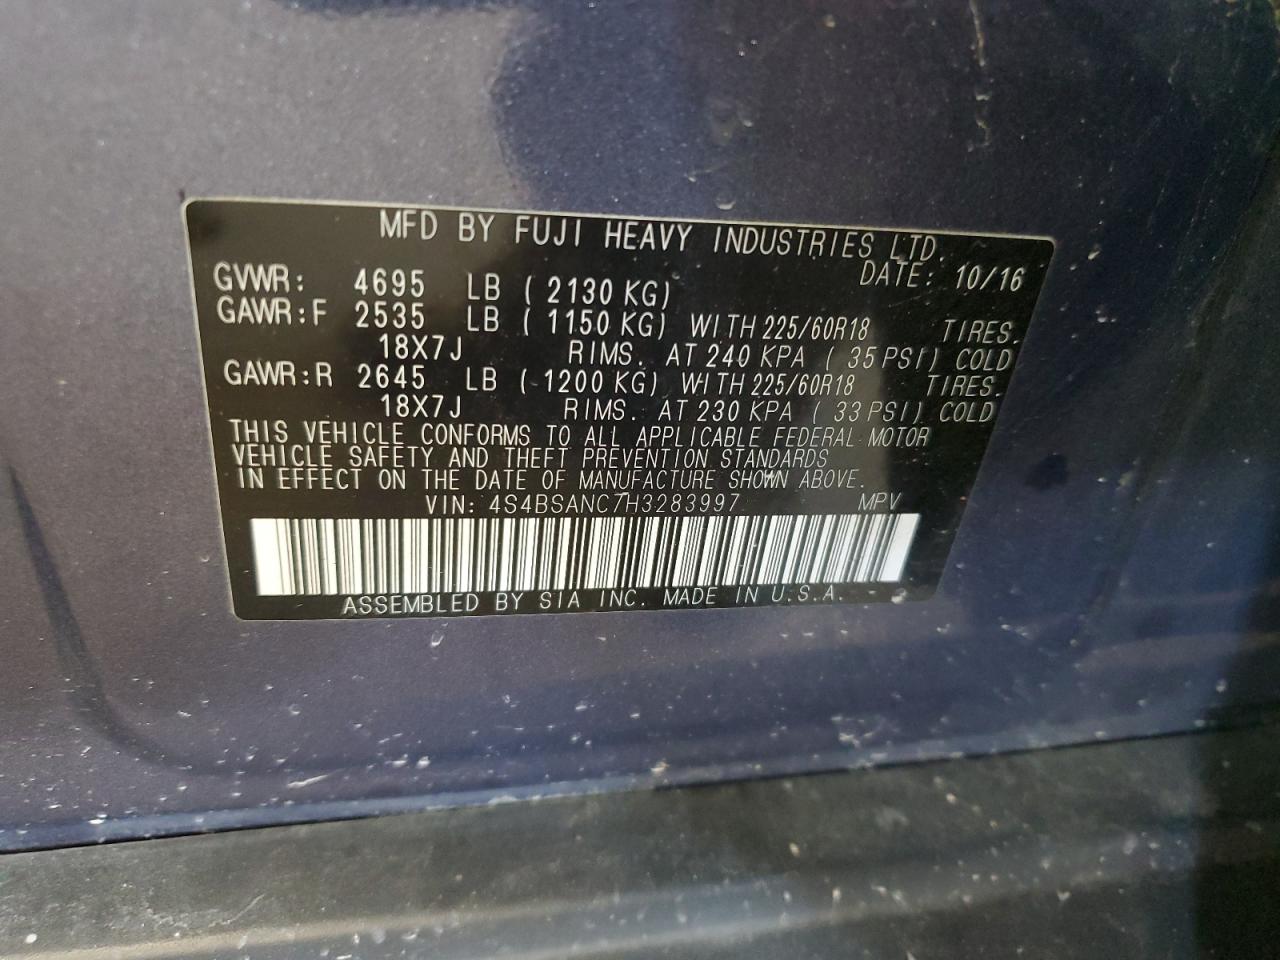 MFD BY FUJI HEAVY INDUSTRIES LTD.
DATE: 10/16
GVWR: 4695 LB ( 2130 KG)
GAWR:F 2535 LB ( 1150 KG) WITH 225/60R18 TIRES.
18X7J RIMS. AT 240 KPA ( 35 PSI) COLD
GAWR:R 2645 LB ( 1200 KG) WITH 225/60R18 TIRES.
18X7J RIMS. AT 230 KPA ( 33 PSI) COLD
THIS VEHICLE CONFORMS TO ALL APPLICABLE FEDERAL MOTOR
VEHICLE SAFETY AND THEFT PREVENTION STANDARDS
IN EFFECT ON THE DATE OF MANUFACTURE SHOWN ABOVE.
VIN: 4S4BSANC7H3283997 MPV
ASSEMBLED BY SIA INC. MADE IN U.S.A.